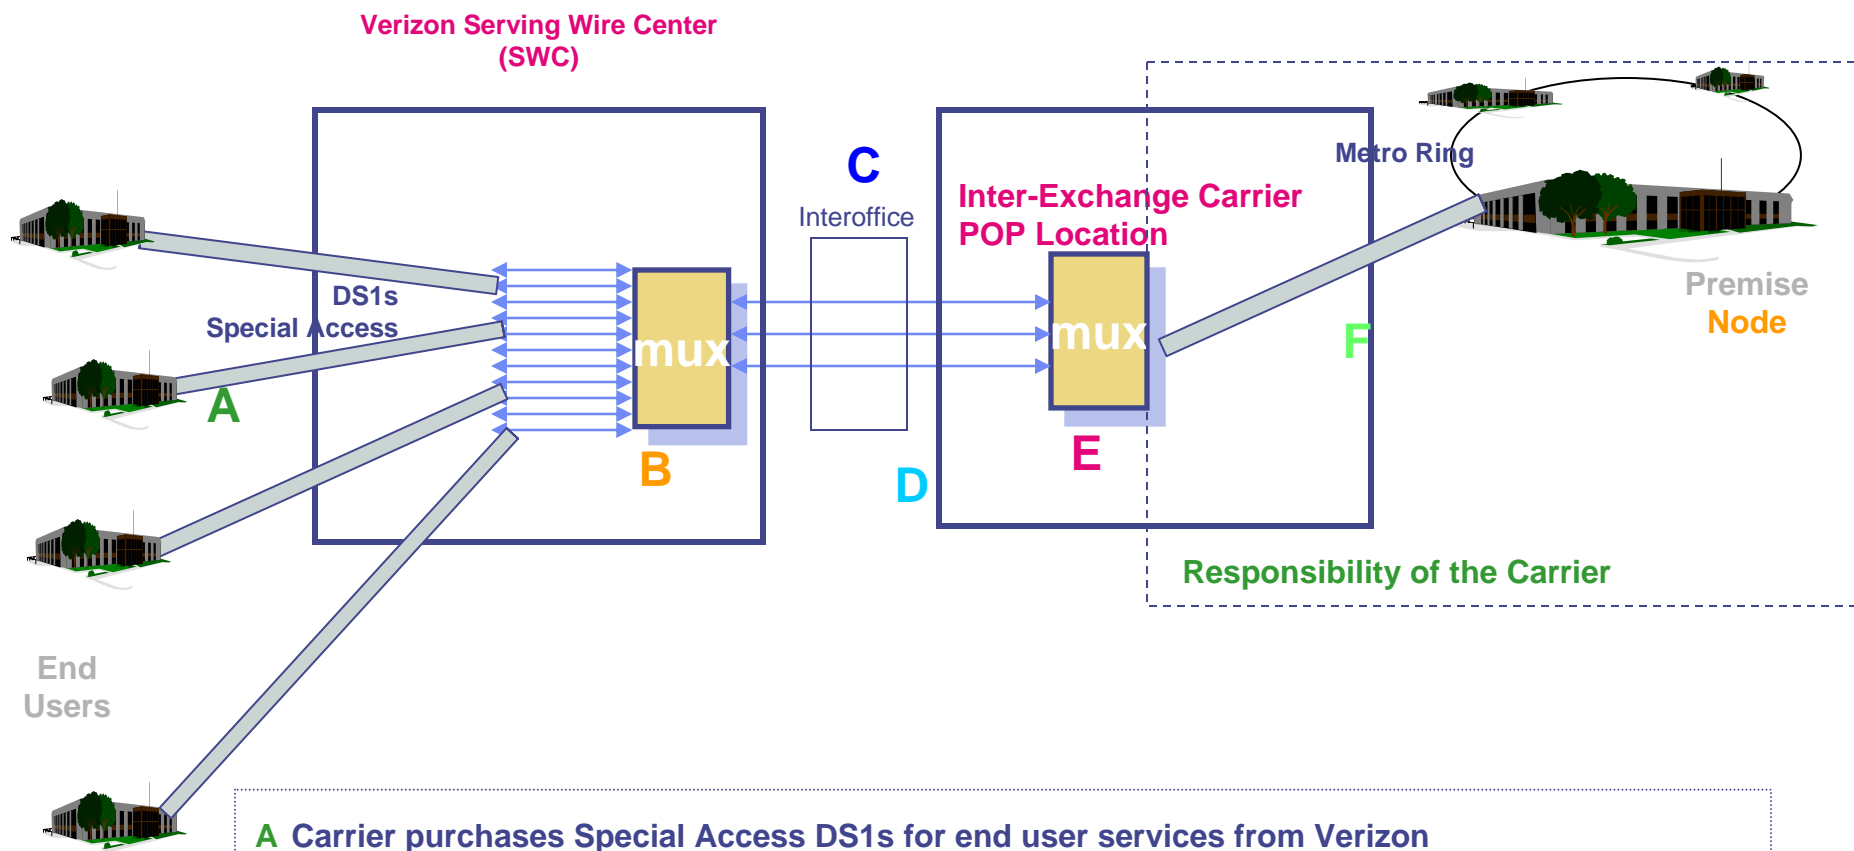 Verizon Serving Wire Center
(SWC)
C
Interoffice
Inter-Exchange Carrier
POP Location
Metro Ring
DS1s
Special Access
mux
mux
A
B
D
E
F
Premise
Node
Responsibility of the Carrier
End
Users
A Carrier purchases Special Access DS1s for end user services from Verizon